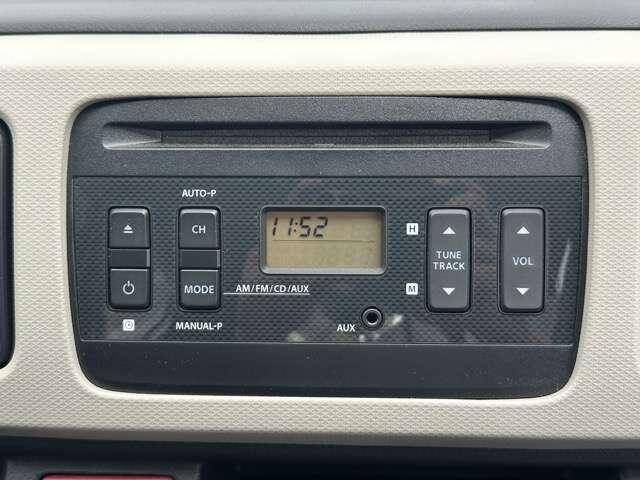 AUTO-P
CH
11:52
H
TUNE
TRACK
VOL
MODE
AM/FM/CD/AUX
M
MANUAL-P
AUX